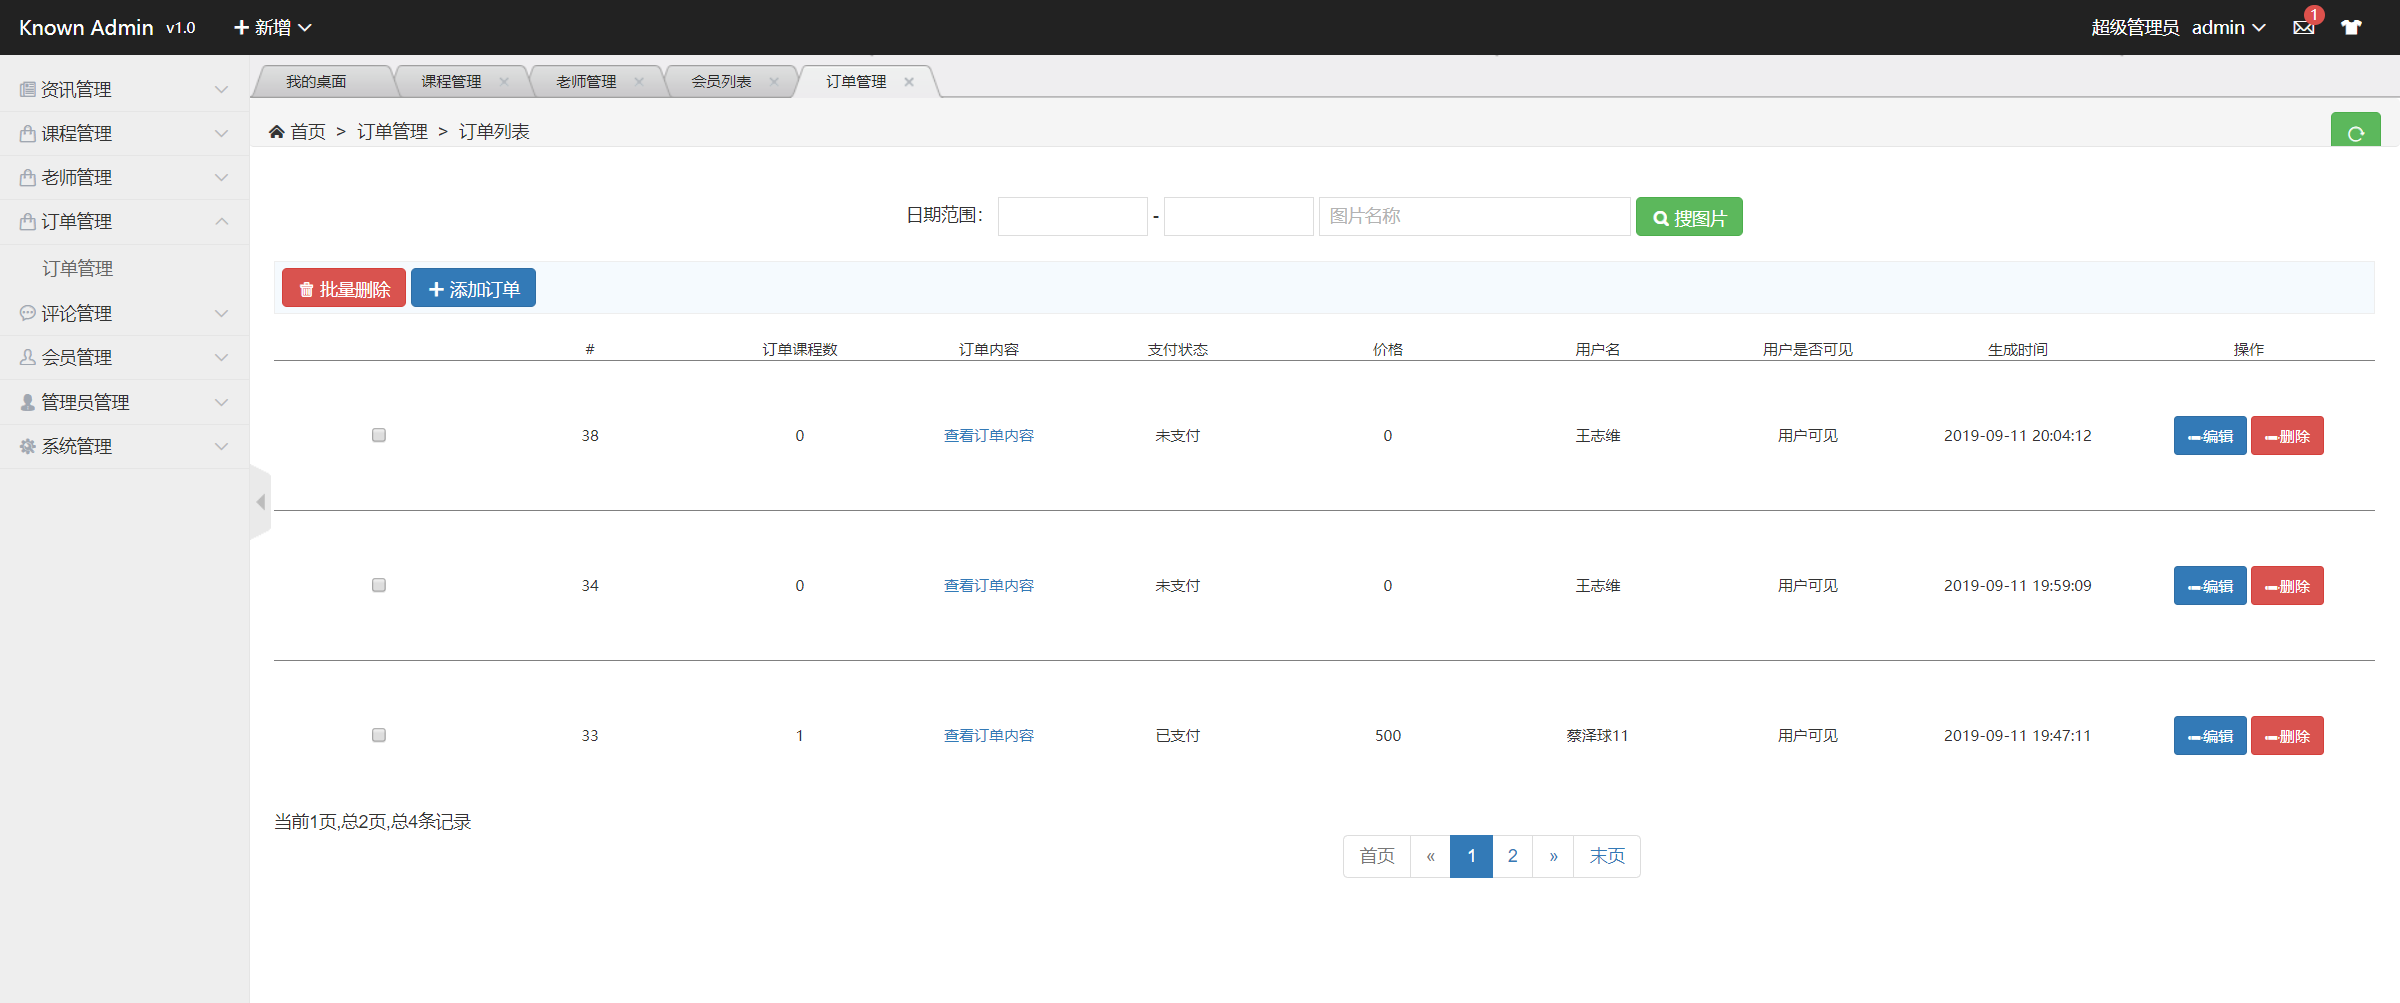 Known Admin v1.0 新增 超级管理员 admin 1
我的桌面 课程管理 老师管理 会员列表 订单管理
首页 > 订单管理 > 订单列表
资讯管理
课程管理
老师管理
订单管理
订单管理
评论管理
会员管理
管理员管理
系统管理
日期范围： - 图片名称 搜图片
批量删除 添加订单
# 订单课程数 订单内容 支付状态 价格 用户名 用户是否可见 生成时间 操作
38 0 查看订单内容 未支付 0 王志维 用户可见 2019-09-11 20:04:12 编辑 删除
34 0 查看订单内容 未支付 0 王志维 用户可见 2019-09-11 19:59:09 编辑 删除
33 1 查看订单内容 已支付 500 蔡泽球11 用户可见 2019-09-11 19:47:11 编辑 删除
当前1页,总2页,总4条记录
首页 « 1 2 » 末页